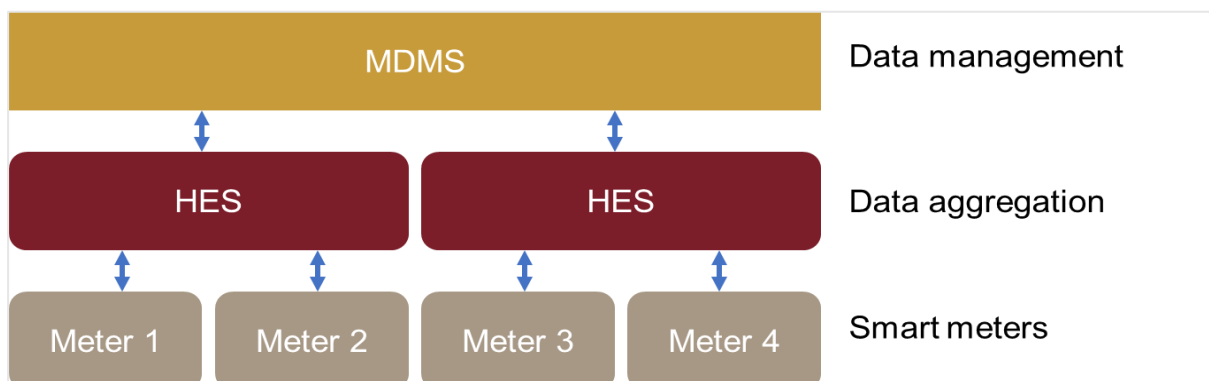 MDMS
Data management
HES
HES
Data aggregation
Meter 1
Meter 2
Meter 3
Meter 4
Smart meters